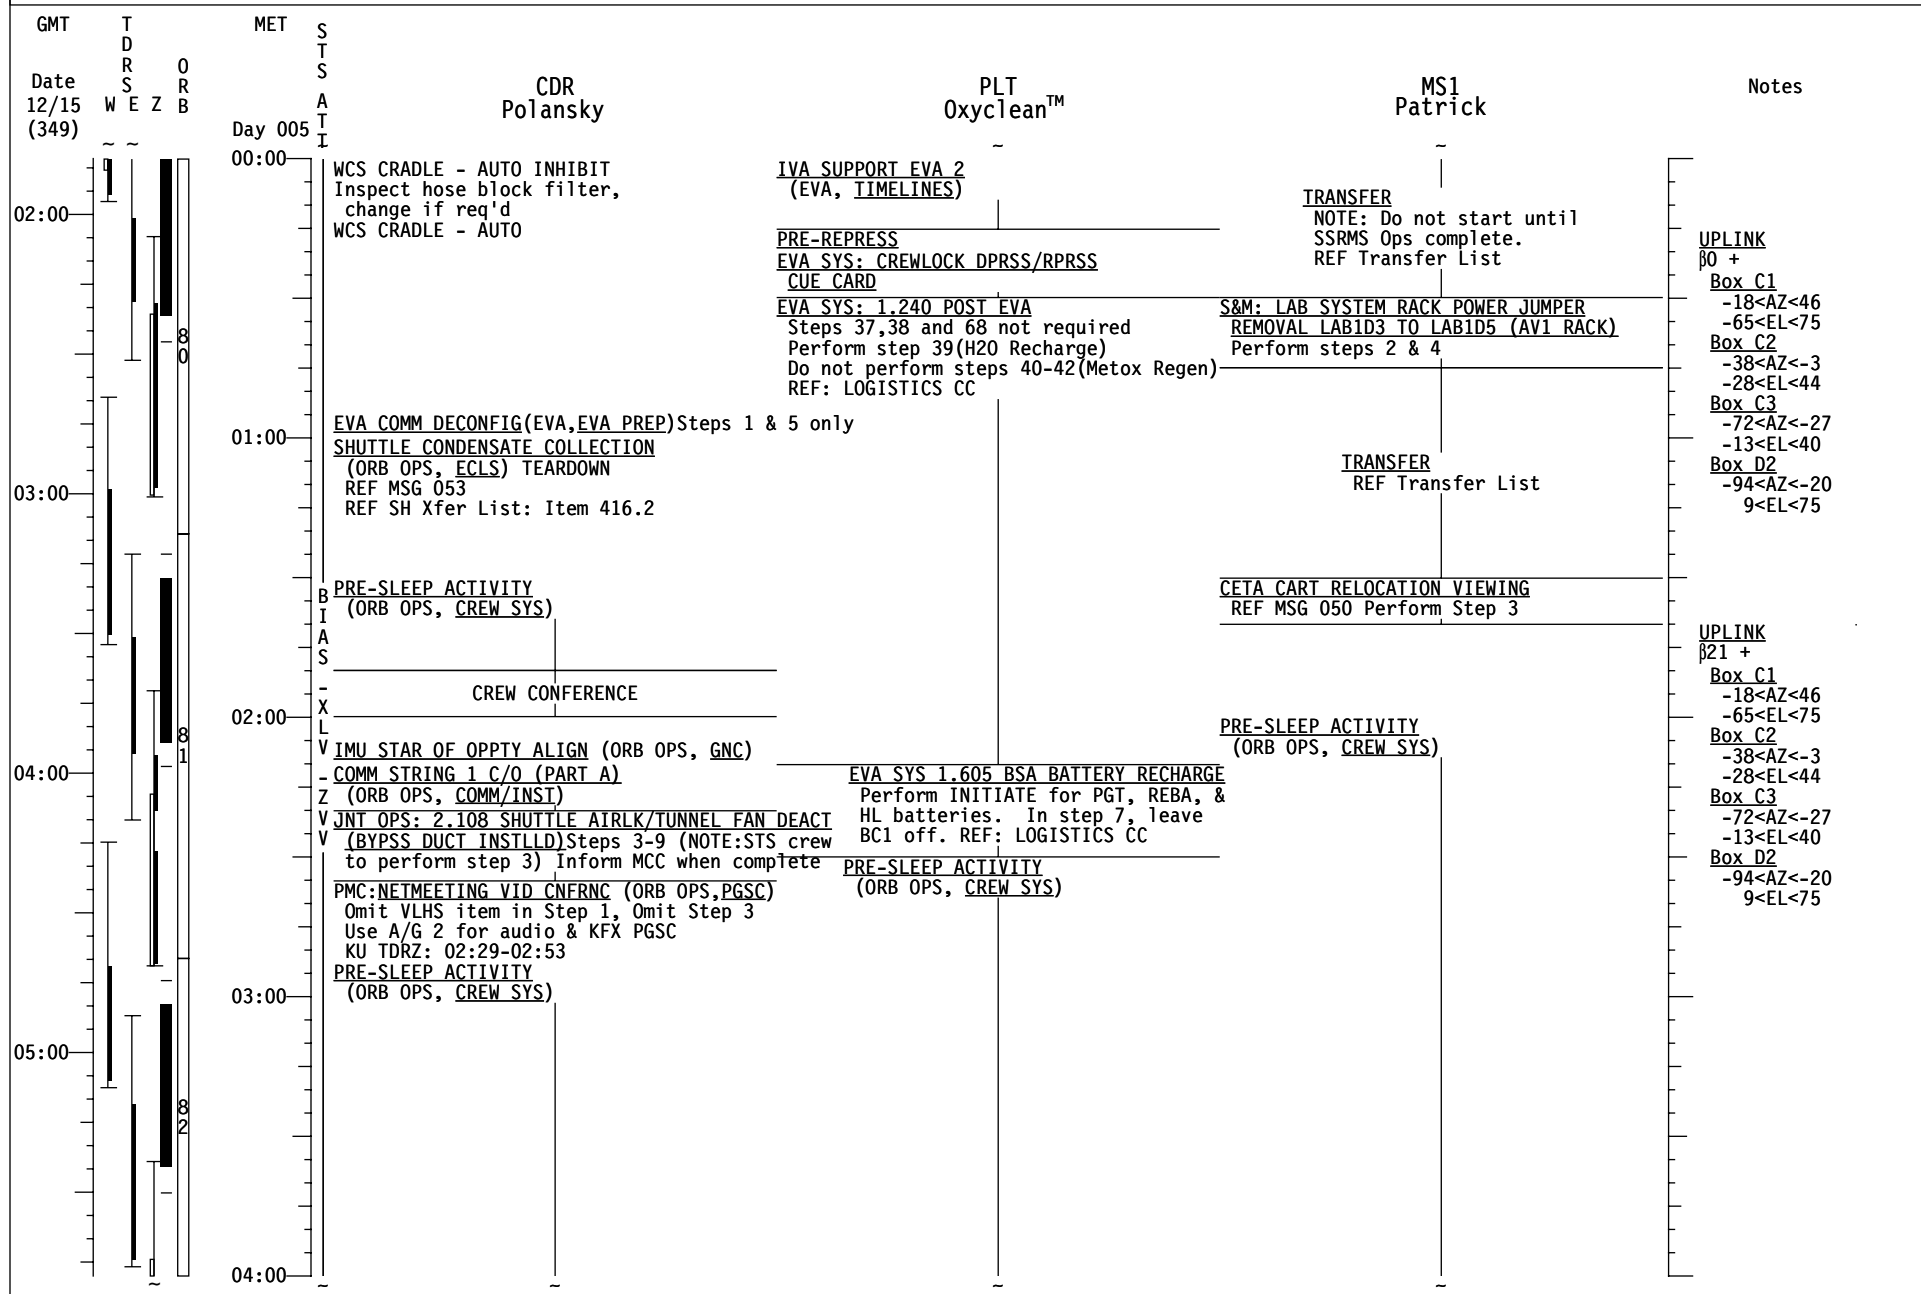 GMT
TDRS
MET
STS ATT
Date
12/15
(349)
W E Z
ORB
Day 005
CDR
Polansky
PLT
Oxyclean™
MS1
Patrick
Notes
~ ~
~
~
00:00
01:00
02:00
03:00
04:00
02:00
03:00
04:00
05:00
80
81
82
BIAS -XLV -ZVV
WCS CRADLE - AUTO INHIBIT
Inspect hose block filter,
change if req'd
WCS CRADLE - AUTO
EVA COMM DECONFIG(EVA,EVA PREP)Steps 1 & 5 only
SHUTTLE CONDENSATE COLLECTION
(ORB OPS, ECLS) TEARDOWN
REF MSG 053
REF SH Xfer List: Item 416.2
PRE-SLEEP ACTIVITY
(ORB OPS, CREW SYS)
CREW CONFERENCE
IMU STAR OF OPPTY ALIGN (ORB OPS, GNC)
COMM STRING 1 C/O (PART A)
(ORB OPS, COMM/INST)
JNT OPS: 2.108 SHUTTLE AIRLK/TUNNEL FAN DEACT
(BYPSS DUCT INSTLLD)Steps 3-9 (NOTE:STS crew
to perform step 3) Inform MCC when complete
PMC:NETMEETING VID CNFRNC (ORB OPS,PGSC)
Omit VLHS item in Step 1, Omit Step 3
Use A/G 2 for audio & KFX PGSC
KU TDRZ: 02:29-02:53
PRE-SLEEP ACTIVITY
(ORB OPS, CREW SYS)
IVA SUPPORT EVA 2
(EVA, TIMELINES)
PRE-REPRESS
EVA SYS: CREWLOCK DPRSS/RPRSS
CUE CARD
EVA SYS: 1.240 POST EVA
Steps 37,38 and 68 not required
Perform step 39(H2O Recharge)
Do not perform steps 40-42(Metox Regen)
REF: LOGISTICS CC
EVA SYS 1.605 BSA BATTERY RECHARGE
Perform INITIATE for PGT, REBA, &
HL batteries. In step 7, leave
BC1 off. REF: LOGISTICS CC
PRE-SLEEP ACTIVITY
(ORB OPS, CREW SYS)
TRANSFER
NOTE: Do not start until
SSRMS Ops complete.
REF Transfer List
S&M: LAB SYSTEM RACK POWER JUMPER
REMOVAL LAB1D3 TO LAB1D5 (AV1 RACK)
Perform steps 2 & 4
TRANSFER
REF Transfer List
CETA CART RELOCATION VIEWING
REF MSG 050 Perform Step 3
PRE-SLEEP ACTIVITY
(ORB OPS, CREW SYS)
UPLINK
β0 +
Box C1
-18<AZ<46
-65<EL<75
Box C2
-38<AZ<-3
-28<EL<44
Box C3
-72<AZ<-27
-13<EL<40
Box D2
-94<AZ<-20
9<EL<75
UPLINK
β21 +
Box C1
-18<AZ<46
-65<EL<75
Box C2
-38<AZ<-3
-28<EL<44
Box C3
-72<AZ<-27
-13<EL<40
Box D2
-94<AZ<-20
9<EL<75
~ ~ ~ ~ ~